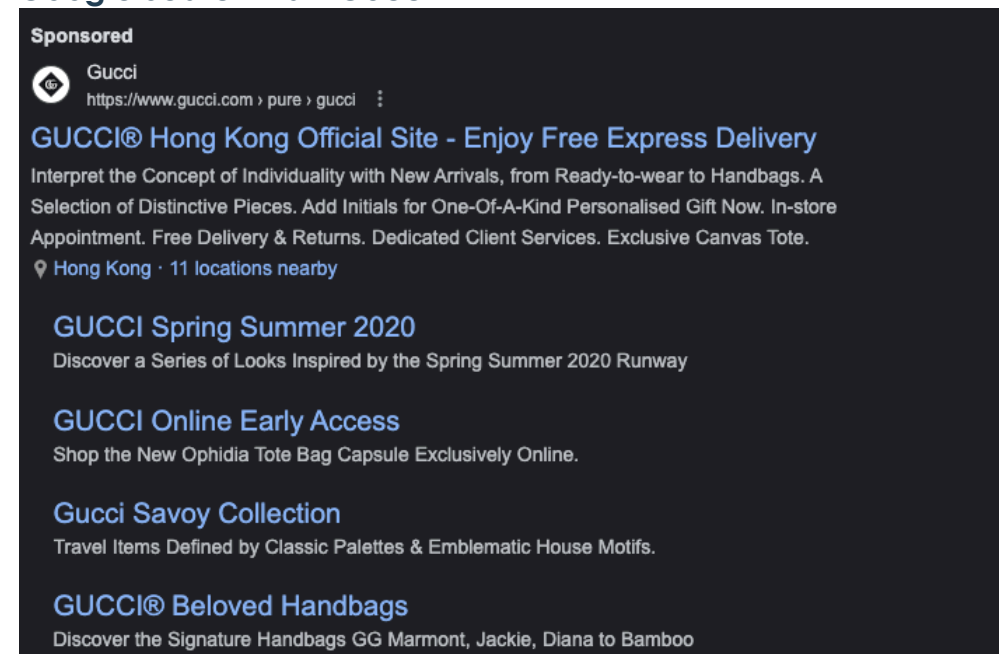 Sponsored
Gucci
https://www.gucci.com › pure › gucci
GUCCI® Hong Kong Official Site - Enjoy Free Express Delivery
Interpret the Concept of Individuality with New Arrivals, from Ready-to-wear to Handbags. A
Selection of Distinctive Pieces. Add Initials for One-Of-A-Kind Personalised Gift Now. In-store
Appointment. Free Delivery & Returns. Dedicated Client Services. Exclusive Canvas Tote.
Hong Kong · 11 locations nearby
GUCCI Spring Summer 2020
Discover a Series of Looks Inspired by the Spring Summer 2020 Runway
GUCCI Online Early Access
Shop the New Ophidia Tote Bag Capsule Exclusively Online.
Gucci Savoy Collection
Travel Items Defined by Classic Palettes & Emblematic House Motifs.
GUCCI® Beloved Handbags
Discover the Signature Handbags GG Marmont, Jackie, Diana to Bamboo